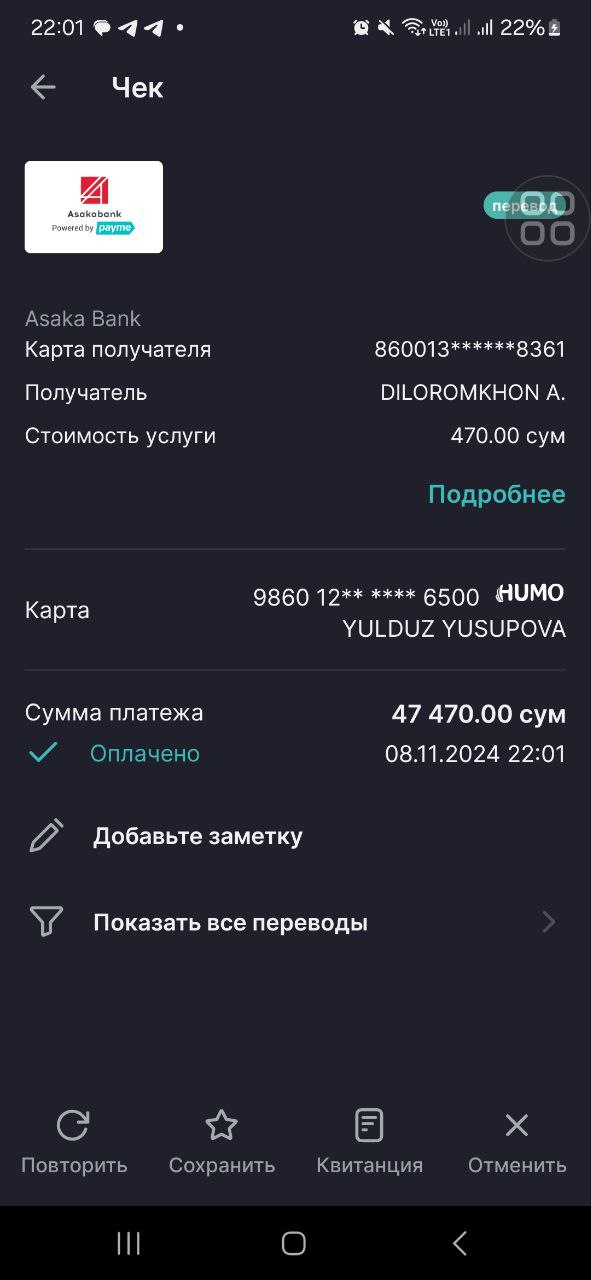 22:01 Vo) LTE1 22%
Чек
Asakabank
Powered by payme
перевод
Asaka Bank
Карта получателя 860013******8361
Получатель DILOROMKHON A.
Стоимость услуги 470.00 сум
Подробнее
Карта 9860 12** **** 6500 HUMO
YULDUZ YUSUPOVA
Сумма платежа 47 470.00 сум
Оплачено 08.11.2024 22:01
Добавьте заметку
Показать все переводы
Повторить Сохранить Квитанция Отменить